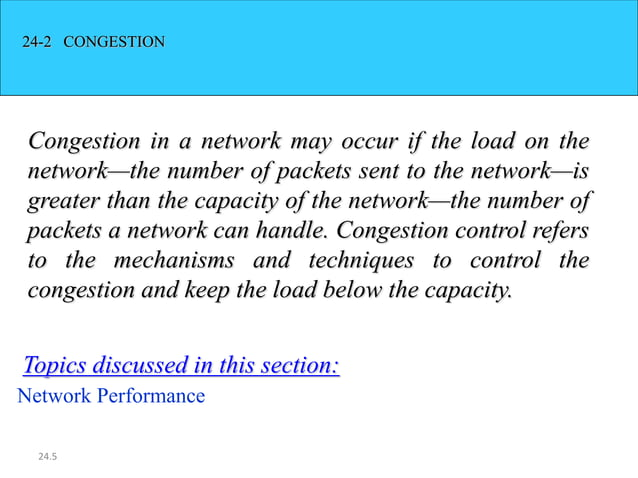 24-2 CONGESTION
Congestion in a network may occur if the load on the
network—the number of packets sent to the network—is
greater than the capacity of the network—the number of
packets a network can handle. Congestion control refers
to the mechanisms and techniques to control the
congestion and keep the load below the capacity.
Topics discussed in this section:
Network Performance
24.5